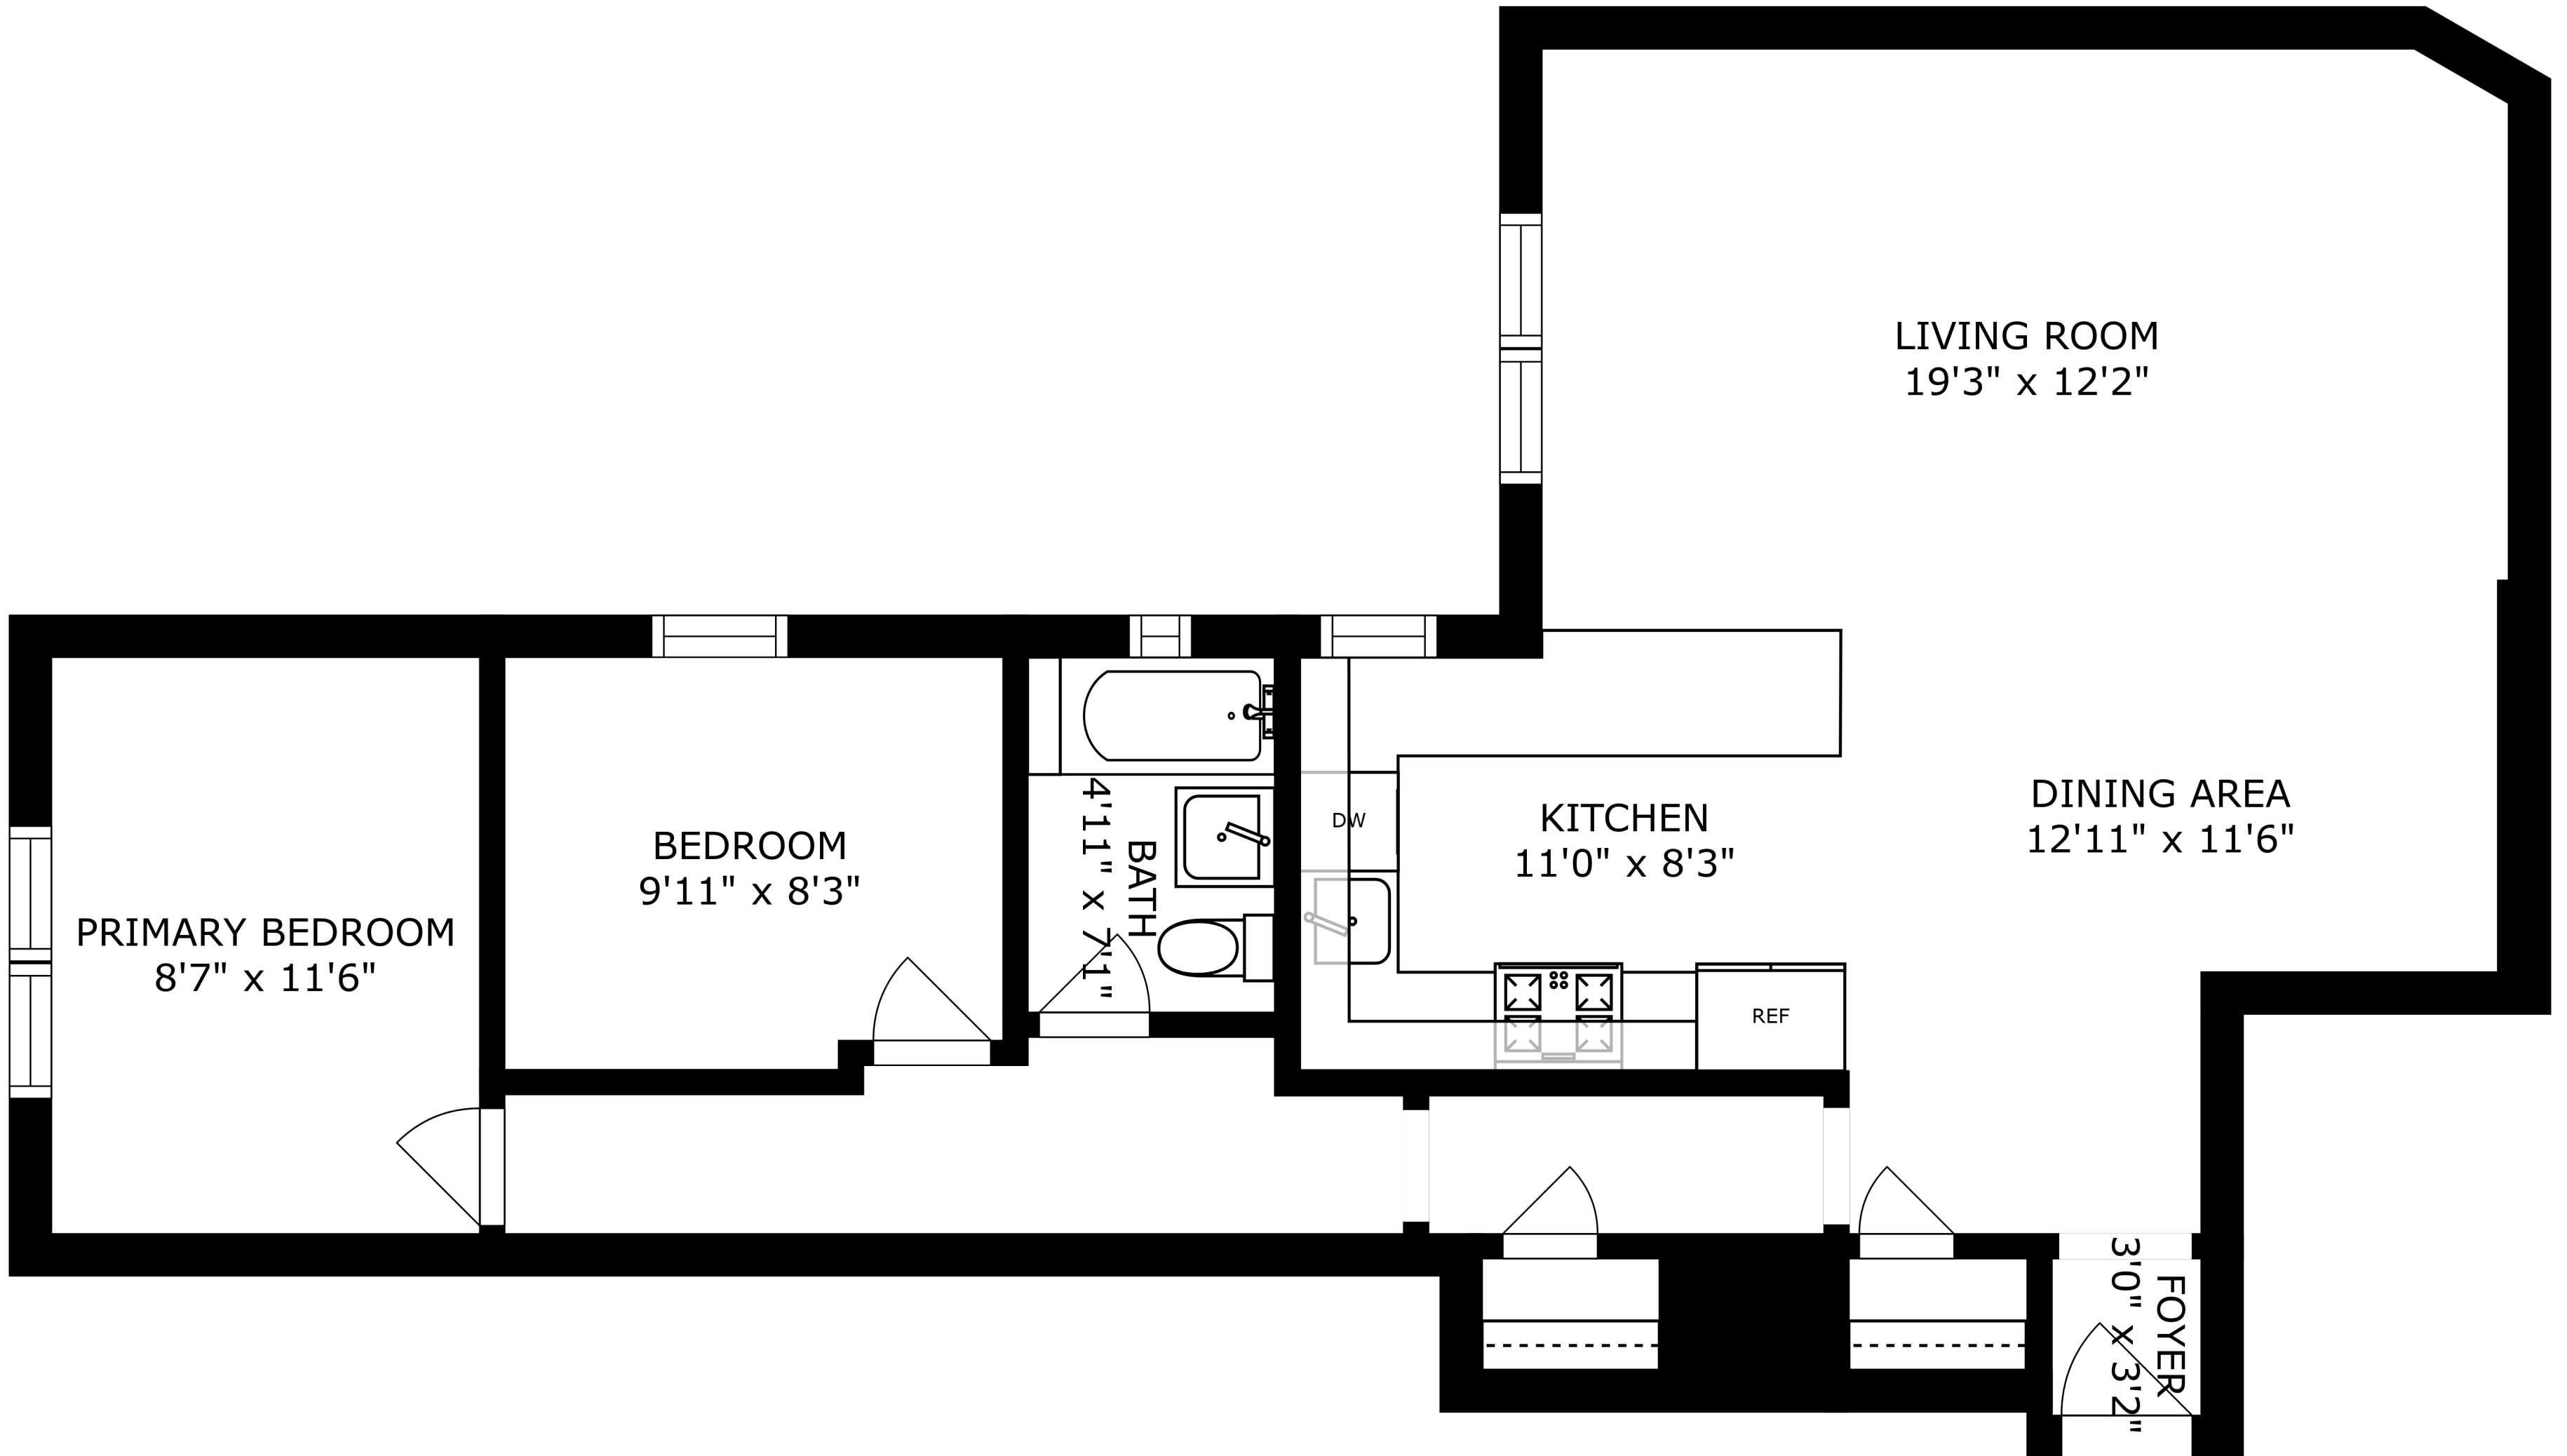 LIVING ROOM
19'3" x 12'2"
DINING AREA
12'11" x 11'6"
KITCHEN
11'0" x 8'3"
DW
REF
BEDROOM
9'11" x 8'3"
BATH
4'11" x 7'1"
PRIMARY BEDROOM
8'7" x 11'6"
FOYER
3'0" x 3'2"